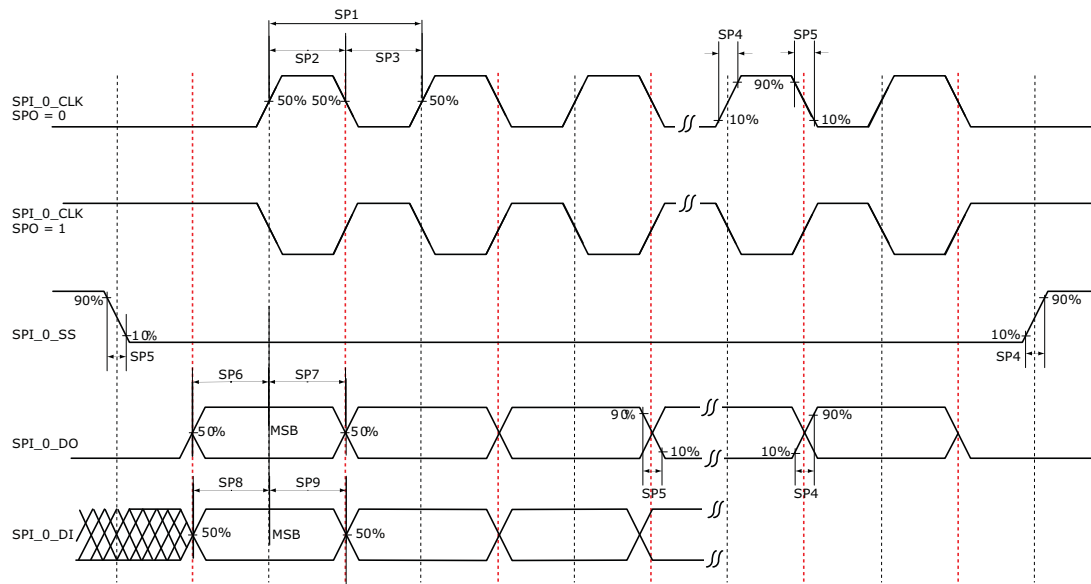 SP1
SP4 SP5
SP2 SP3
90%
SPI_0_CLK
SPO = 0
50% 50% 50%
10% 10%
SPI_0_CLK
SPO = 1
90% 90%
SPI_0_SS
10% 10%
SP5 SP4
SP6 SP7
90% 90%
SPI_0_DO
50% MSB 50%
10% 10%
SP5 SP4
SP8 SP9
SPI_0_DI
50% MSB 50%